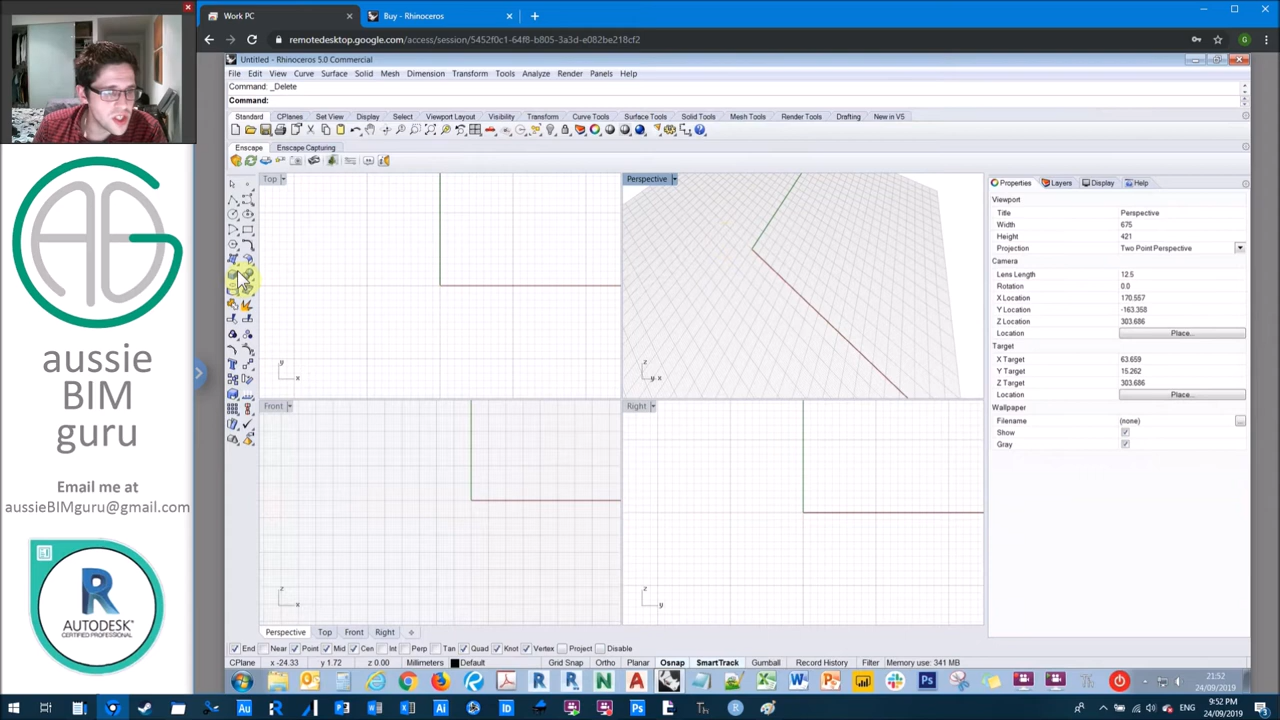 Work PC
Buy - Rhinoceros
remotedesktop.google.com/access/session/5452f0c1-64f8-b805-3a3d-e082be218cf2
G
Untitled - Rhinoceros 5.0 Commercial
File Edit View Curve Surface Solid Mesh Dimension Transform Tools Analyze Render Panels Help
Command: _Delete
Command:
Standard CPlanes Set View Display Select Viewport Layout Visibility Transform Curve Tools Surface Tools Solid Tools Mesh Tools Render Tools Drafting New in V5
Enscape Enscape Capturing
Top
Perspective
Properties Layers Display Help
Viewport
Title Perspective
Width 675
Height 421
Projection Two Point Perspective
Camera
Lens Length 12.5
Rotation 0.0
X Location 170.557
Y Location -163.358
Z Location 303.686
Location Place...
Target
X Target 63.659
Y Target 15.262
Z Target 303.686
Location Place...
Wallpaper
Filename (none)
Show
Gray
y
x
z
y x
Front
Right
z
x
z
y
Perspective Top Front Right
End Near Point Mid Cen Int Perp Tan Quad Knot Vertex Project Disable
CPlane x -24.33 y 1.72 z 0.00 Millimeters Default Grid Snap Ortho Planar Osnap SmartTrack Gumball Record History Filter Memory use: 341 MB
21:52
24/09/2019
ENG
9:52 PM
24/09/2019
ABG
aussie
BIM
guru
Email me at
aussieBIMguru@gmail.com
R
AUTODESK
CERTIFIED PROFESSIONAL